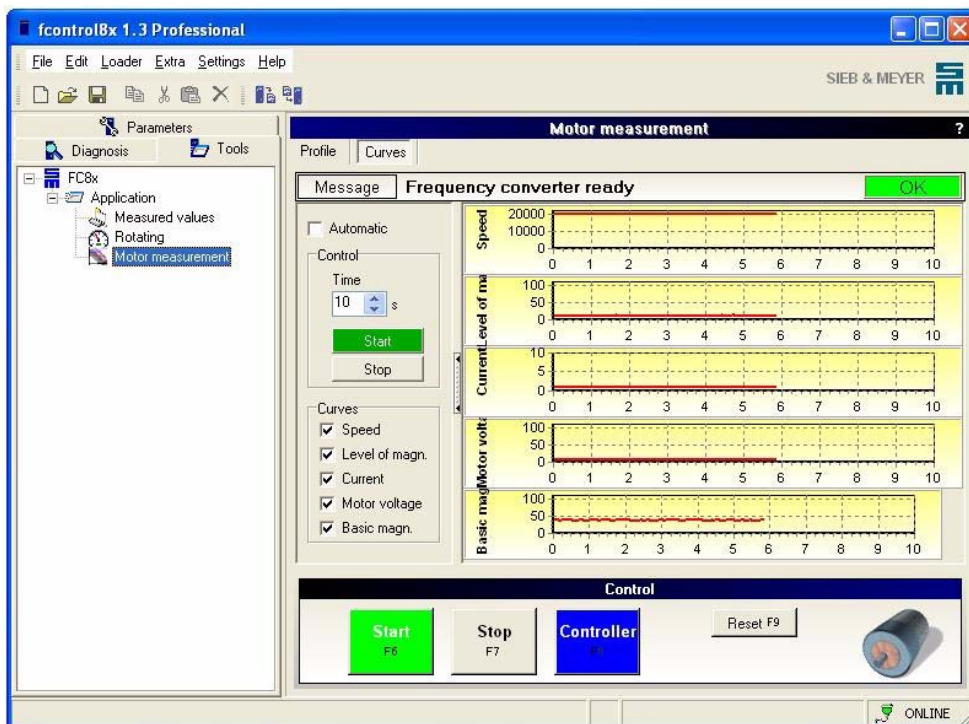 fcontrol8x 1.3 Professional
File Edit Loader Extra Settings Help
SIEB & MEYER
Parameters
Diagnosis
Tools
FC8x
Application
Measured values
Rotating
Motor measurement
Motor measurement ?
Profile
Curves
Message
Frequency converter ready
OK
Automatic
Control
Time
10 s
Start
Stop
Curves
Speed
Level of magn.
Current
Motor voltage
Basic magn.
Speed
20000
10000
0
0 1 2 3 4 5 6 7 8 9 10
Level of ma
100
50
0
0 1 2 3 4 5 6 7 8 9 10
Current
10
5
0
0 1 2 3 4 5 6 7 8 9 10
Motor volta
100
50
0
0 1 2 3 4 5 6 7 8 9 10
Basic mag
100
50
0
0 1 2 3 4 5 6 7 8 9 10
Control
Start
F6
Stop
F7
Controller
Reset F9
ONLINE